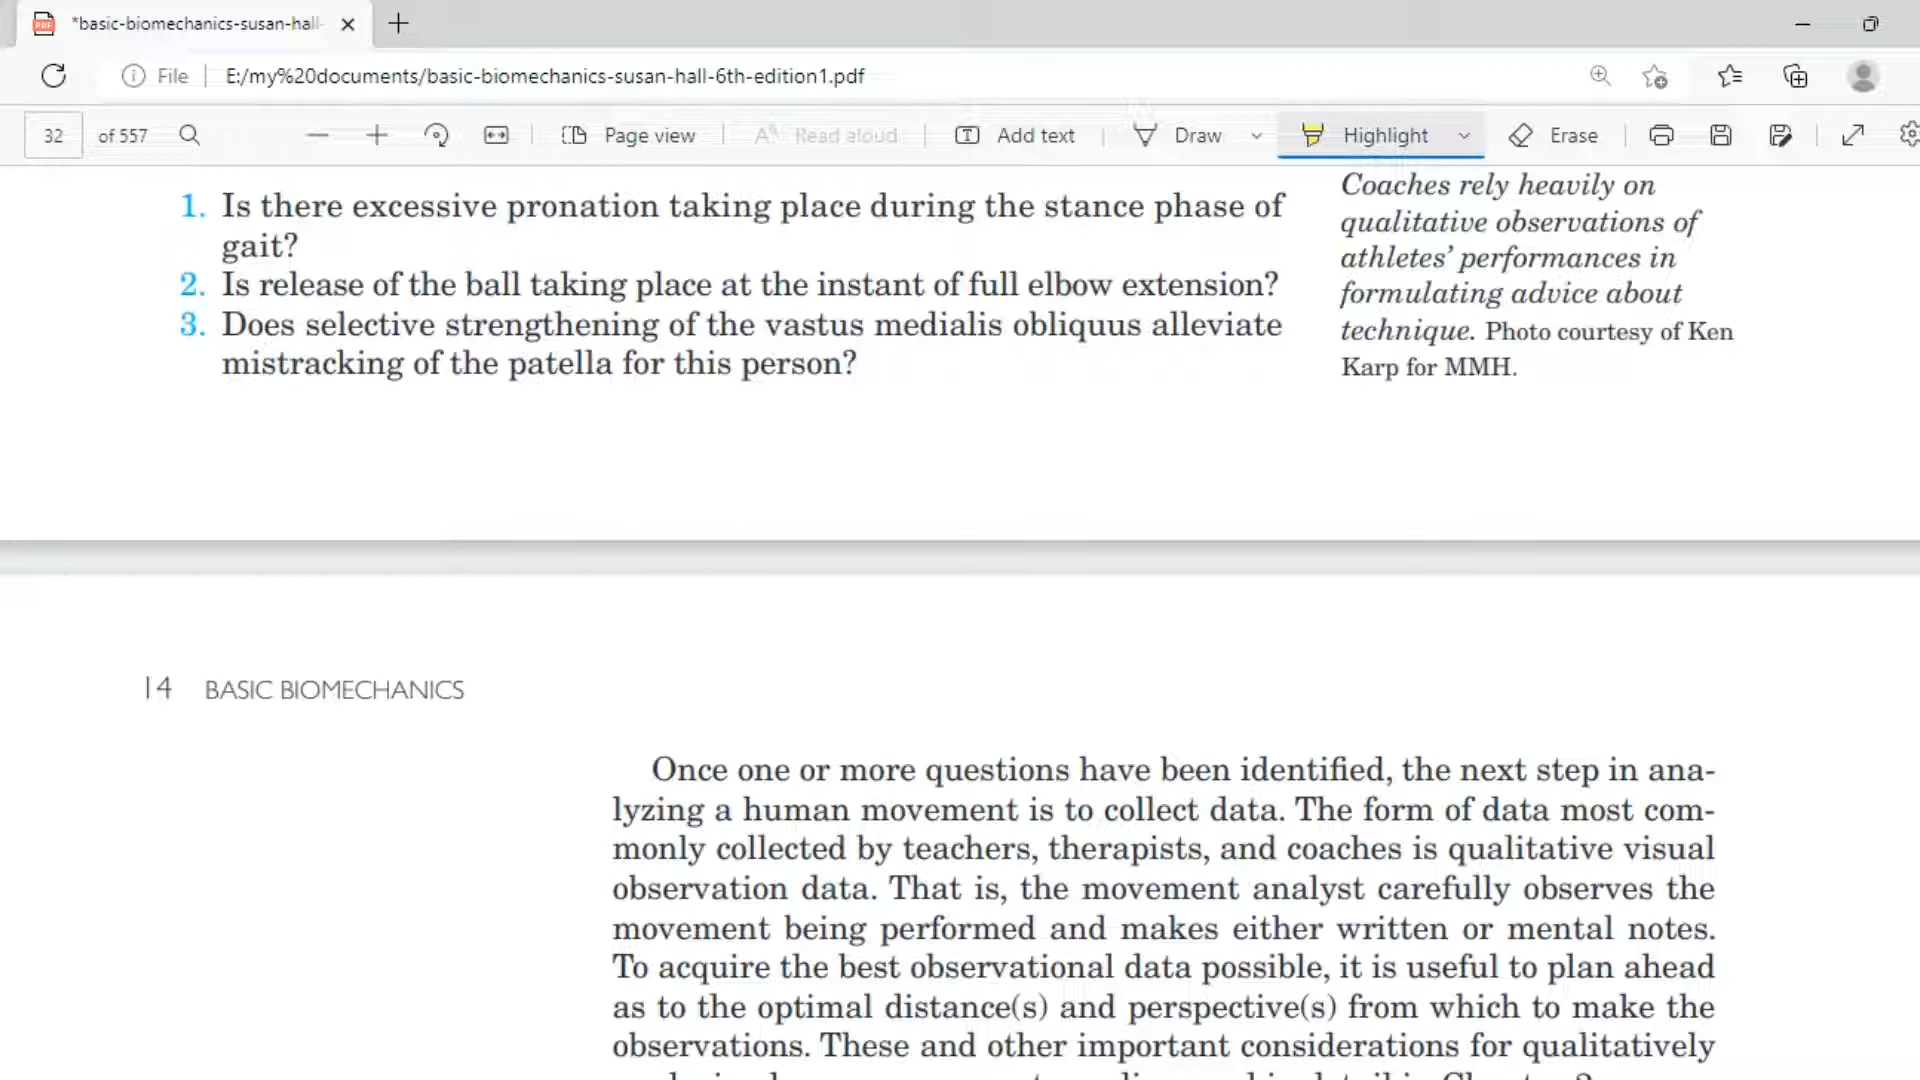 *basic-biomechanics-susan-hall-
File
E:/my%20documents/basic-biomechanics-susan-hall-6th-edition1.pdf
32 of 557
Page view
Read aloud
Add text
Draw
Highlight
Erase
1. Is there excessive pronation taking place during the stance phase of
gait?
2. Is release of the ball taking place at the instant of full elbow extension?
3. Does selective strengthening of the vastus medialis obliquus alleviate
mistracking of the patella for this person?
Coaches rely heavily on
qualitative observations of
athletes’ performances in
formulating advice about
technique. Photo courtesy of Ken
Karp for MMH.
14 BASIC BIOMECHANICS
Once one or more questions have been identified, the next step in ana-
lyzing a human movement is to collect data. The form of data most com-
monly collected by teachers, therapists, and coaches is qualitative visual
observation data. That is, the movement analyst carefully observes the
movement being performed and makes either written or mental notes.
To acquire the best observational data possible, it is useful to plan ahead
as to the optimal distance(s) and perspective(s) from which to make the
observations. These and other important considerations for qualitatively